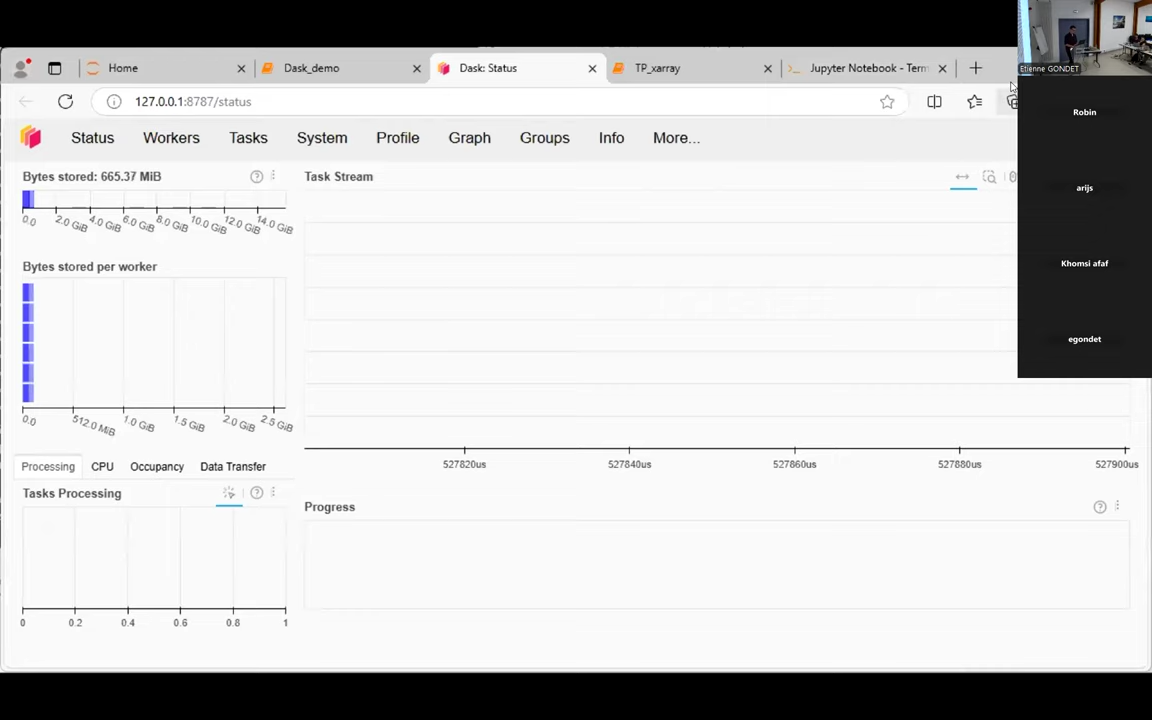 Home
Dask_demo
Dask: Status
TP_xarray
Jupyter Notebook - Term
127.0.0.1:8787/status
Status Workers Tasks System Profile Graph Groups Info More...
Bytes stored: 665.37 MiB
0.0 2.0 GiB 4.0 GiB 6.0 GiB 8.0 GiB 10.0 GiB 12.0 GiB 14.0 GiB
Bytes stored per worker
0.0 512.0 MiB 1.0 GiB 1.5 GiB 2.0 GiB 2.5 GiB
Processing CPU Occupancy Data Transfer
Tasks Processing
0 0.2 0.4 0.6 0.8 1
Task Stream
527820us 527840us 527860us 527880us 527900us
Progress
Etienne GONDET
Robin
arijs
Khomsi afaf
egondet